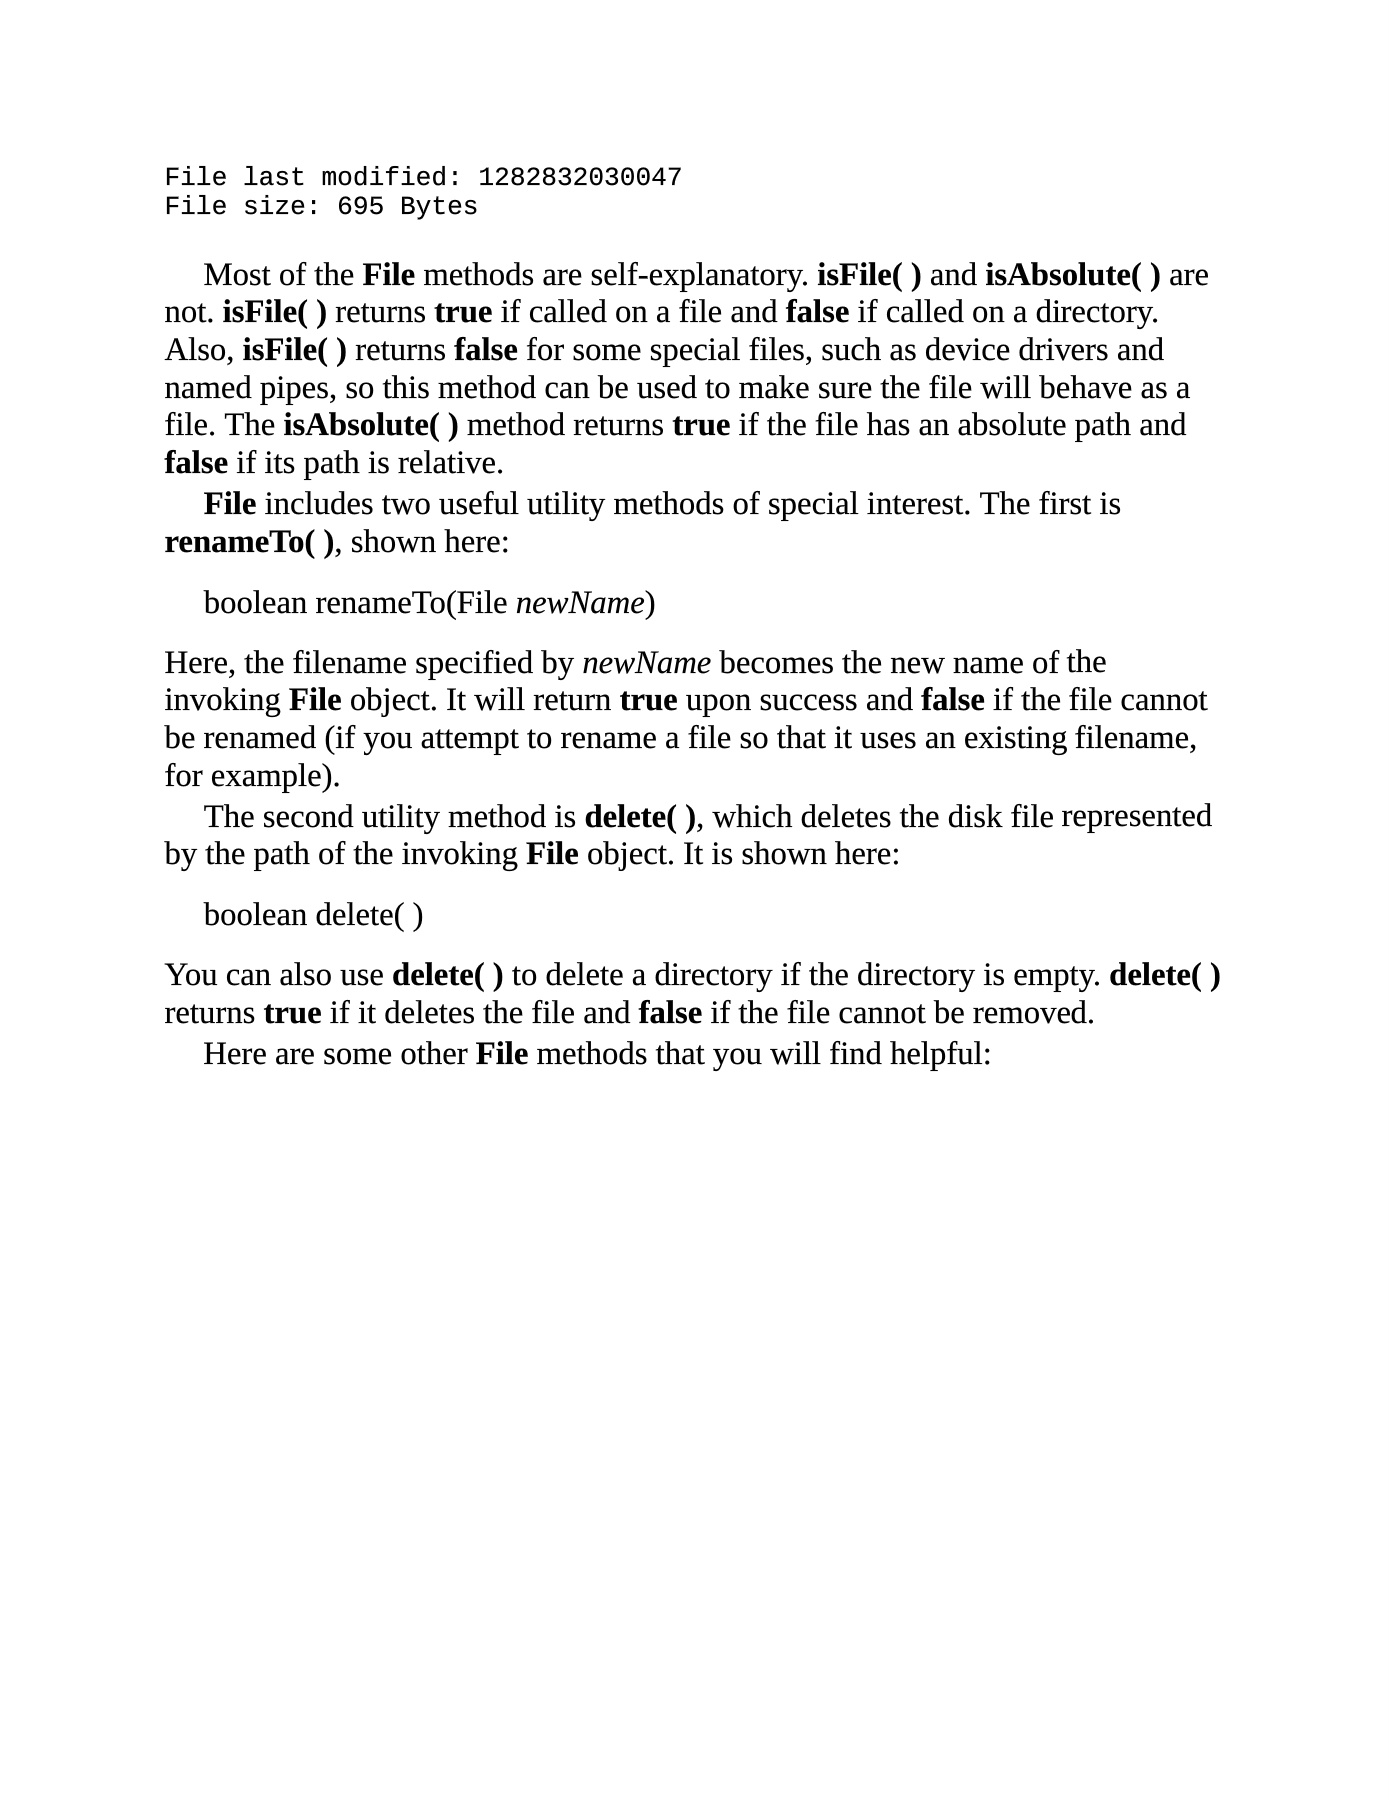 File last modified: 1282832030047
File size: 695 Bytes
Most of the File methods are self-explanatory. isFile( ) and isAbsolute( ) are
not. isFile( ) returns true if called on a file and false if called on a directory.
Also, isFile( ) returns false for some special files, such as device drivers and
named pipes, so this method can be used to make sure the file will behave as a
file. The isAbsolute( ) method returns true if the file has an absolute path and
false if its path is relative.
File includes two useful utility methods of special interest. The first is
renameTo( ), shown here:
boolean renameTo(File newName)
Here, the filename specified by newName becomes the new name of the
invoking File object. It will return true upon success and false if the file cannot
be renamed (if you attempt to rename a file so that it uses an existing filename,
for example).
The second utility method is delete( ), which deletes the disk file represented
by the path of the invoking File object. It is shown here:
boolean delete( )
You can also use delete( ) to delete a directory if the directory is empty. delete( )
returns true if it deletes the file and false if the file cannot be removed.
Here are some other File methods that you will find helpful: